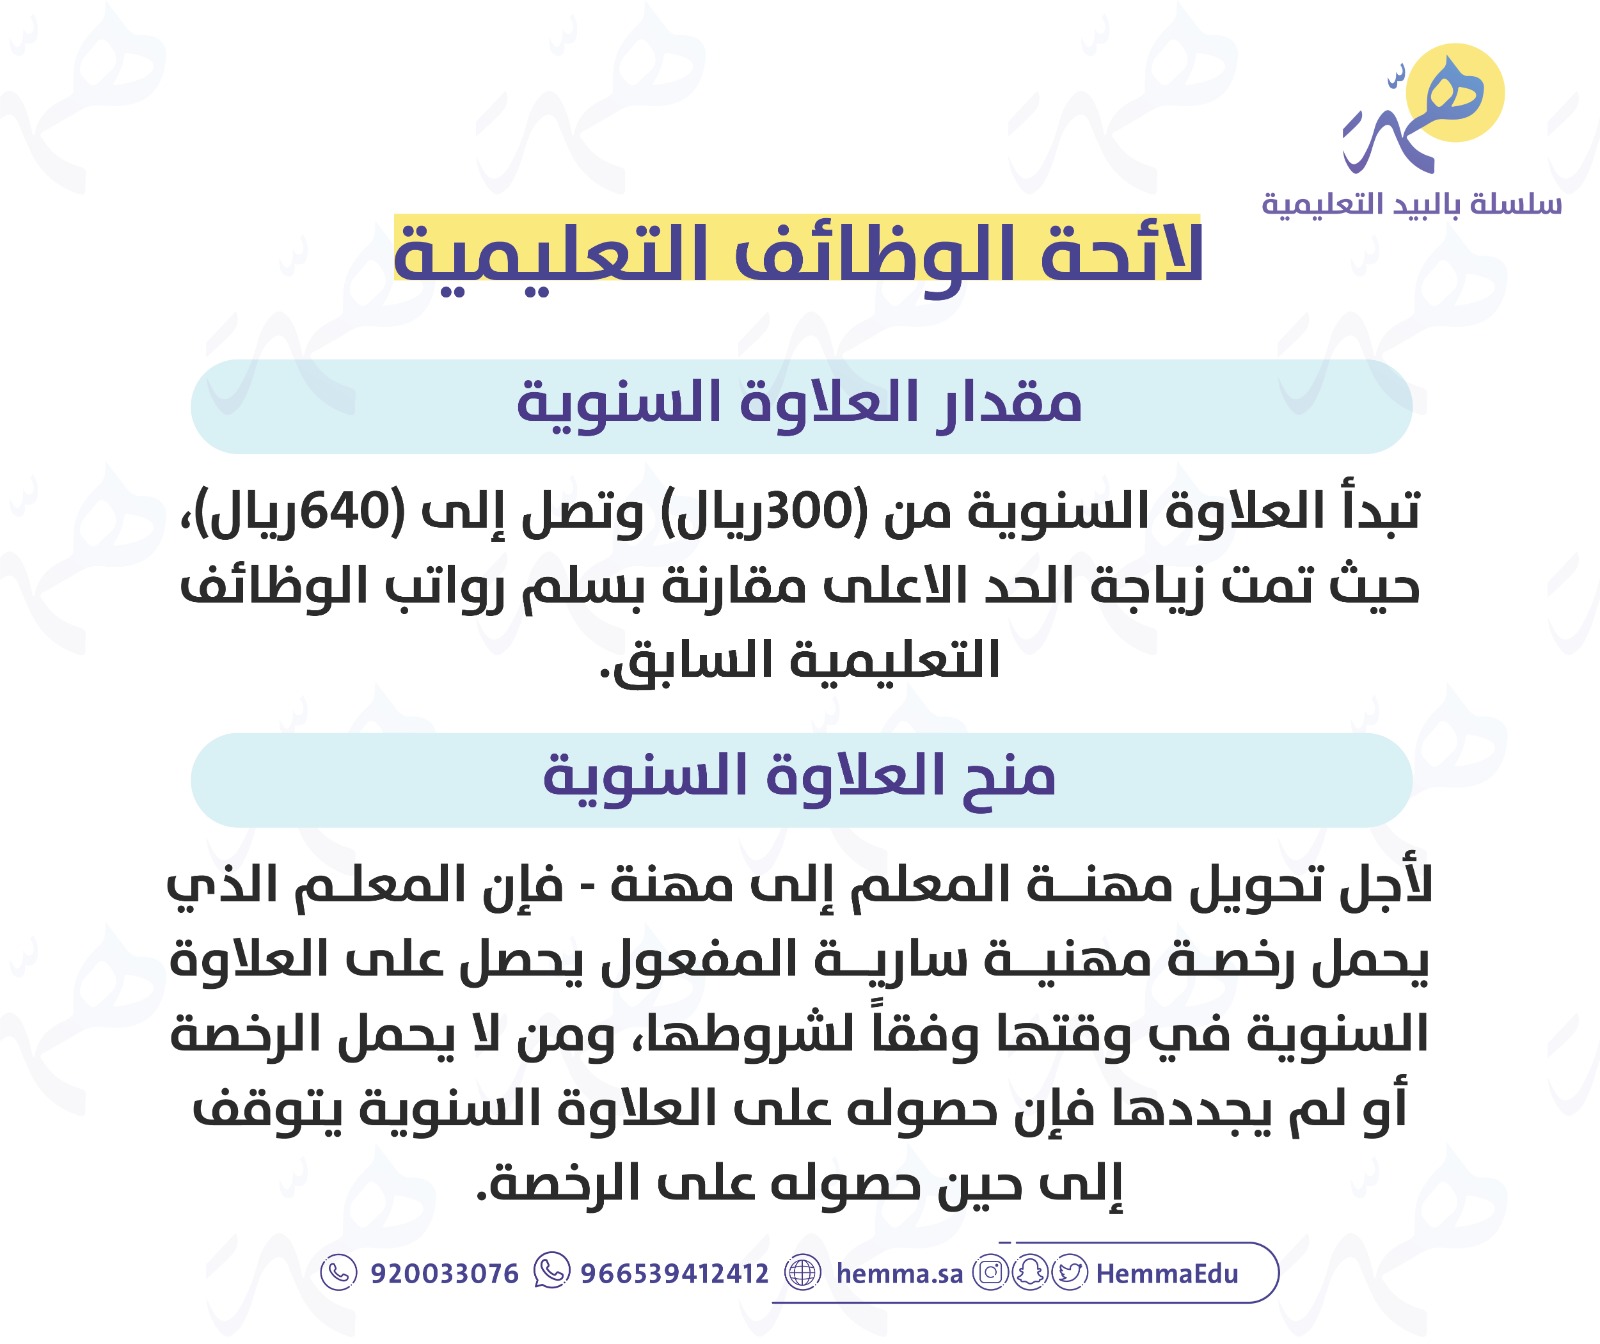 همّة
سلسلة بالبيد التعليمية
لائحة الوظائف التعليمية
مقدار العلاوة السنوية
تبدأ العلاوة السنوية من (300ريال) وتصل إلى (640ريال)،
حيث تمت زياجة الحد الاعلى مقارنة بسلم رواتب الوظائف
التعليمية السابق.
منح العلاوة السنوية
لأجل تحويل مهنــة المعلم إلى مهنة - فإن المعلـم الذي
يحمل رخصـة مهنيــة ساريــة المفعول يحصل على العلاوة
السنوية في وقتها وفقاً لشروطها، ومن لا يحمل الرخصة
أو لم يجددها فإن حصوله على العلاوة السنوية يتوقف
إلى حين حصوله على الرخصة.
920033076 966539412412 hemma.sa HemmaEdu